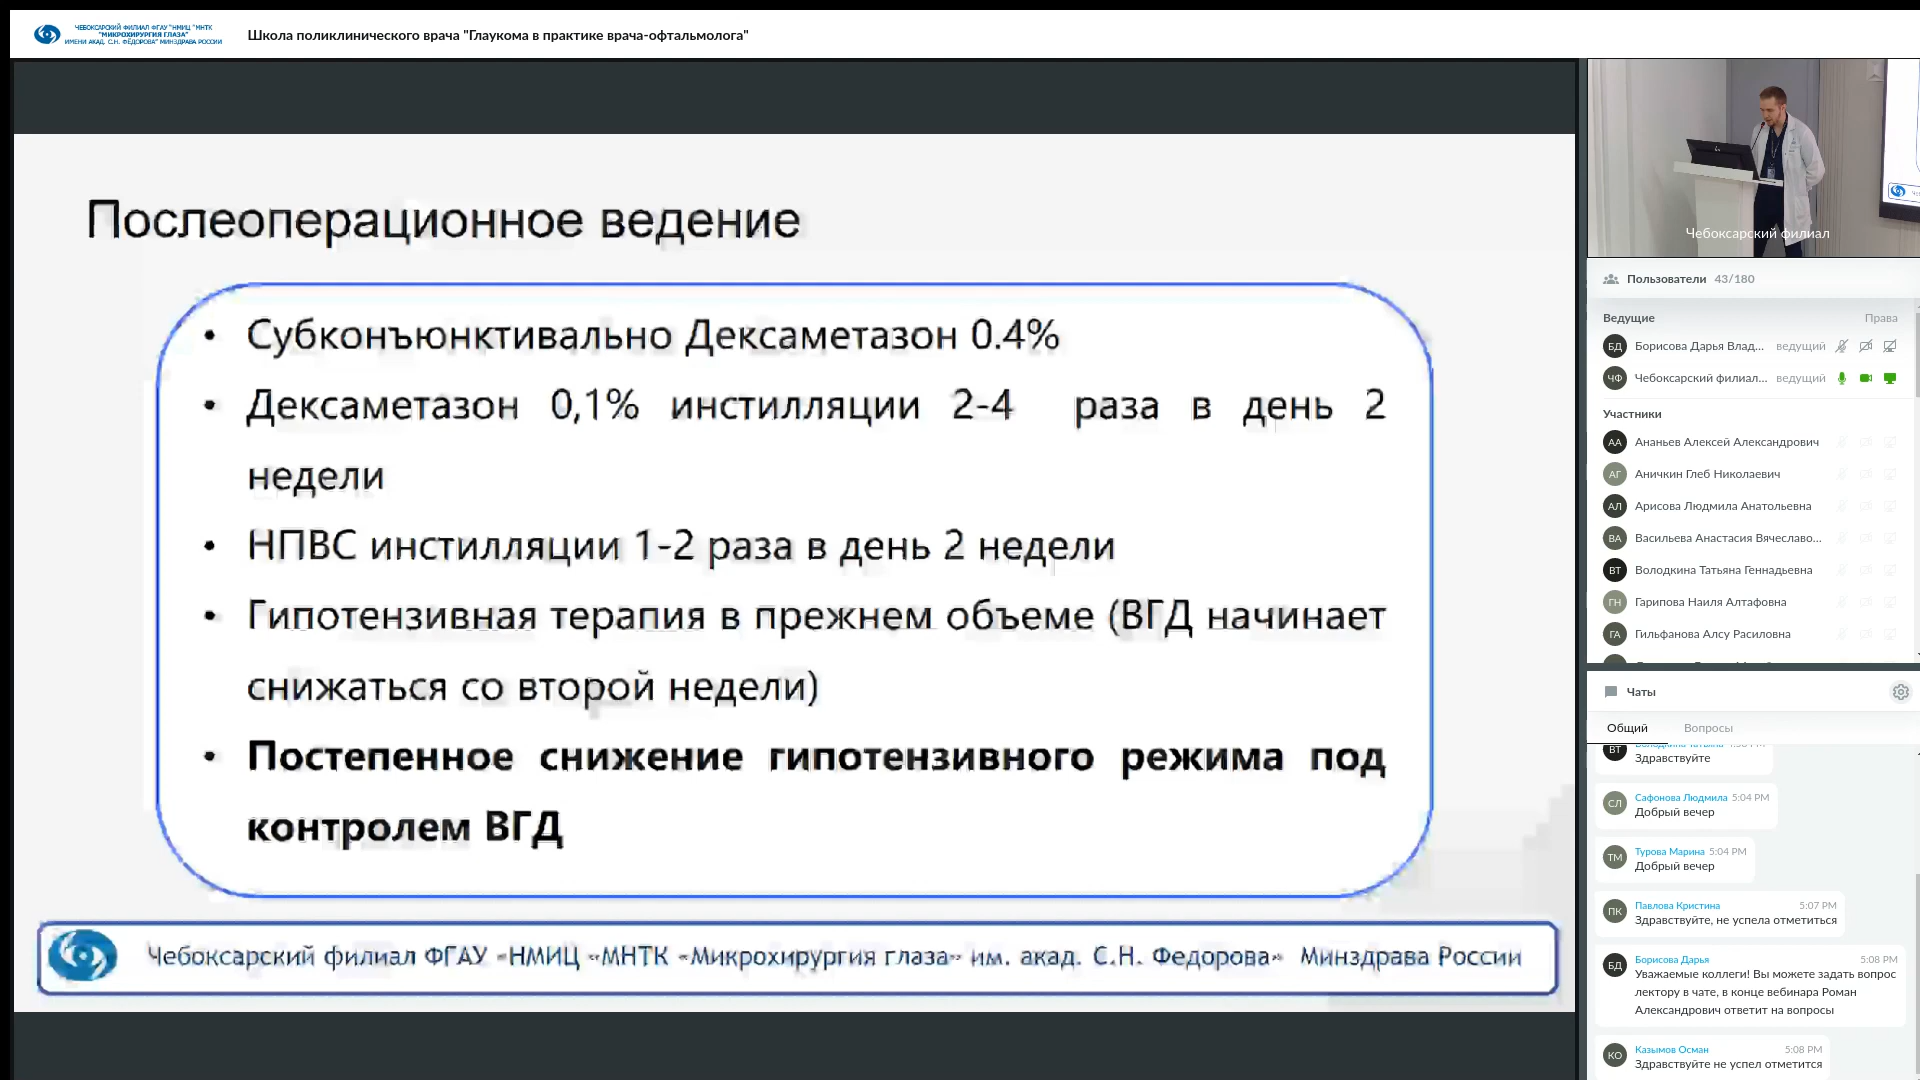 ЧЕБОКСАРСКИЙ ФИЛИАЛ ФГАУ "НМИЦ "МНТК
"МИКРОХИРУРГИЯ ГЛАЗА"
ИМЕНИ АКАД. С.Н. ФЁДОРОВА" МИНЗДРАВА РОССИИ
Школа поликлинического врача "Глаукома в практике врача-офтальмолога"
Послеоперационное ведение
• Субконъюнктивально Дексаметазон 0.4%
• Дексаметазон 0,1% инстилляции 2-4 раза в день 2
недели
• НПВС инстилляции 1-2 раза в день 2 недели
• Гипотензивная терапия в прежнем объеме (ВГД начинает
снижаться со второй недели)
• Постепенное снижение гипотензивного режима под
контролем ВГД
Чебоксарский филиал ФГАУ «НМИЦ «МНТК «Микрохирургия глаза» им. акад. С.Н. Федорова» Минздрава России
Чебоксарский филиал
Пользователи 43/180
Ведущие Права
БД Борисова Дарья Влад... ведущий
ЧФ Чебоксарский филиал... ведущий
Участники
АА Ананьев Алексей Александрович
АГ Аничкин Глеб Николаевич
АЛ Арисова Людмила Анатольевна
ВА Васильева Анастасия Вячеславо...
ВТ Володкина Татьяна Геннадьевна
ГН Гарипова Наиля Алтафовна
ГА Гильфанова Алсу Расиловна
Чаты
Общий Вопросы
ВТ
Здравствуйте
СЛ Сафонова Людмила 5:04 PM
Добрый вечер
ТМ Турова Марина 5:04 PM
Добрый вечер
ПК Павлова Кристина 5:07 PM
Здравствуйте, не успела отметиться
БД Борисова Дарья 5:08 PM
Уважаемые коллеги! Вы можете задать вопрос
лектору в чате, в конце вебинара Роман
Александрович ответит на вопросы
КО Казымов Осман 5:08 PM
Здравствуйте не успел отметится